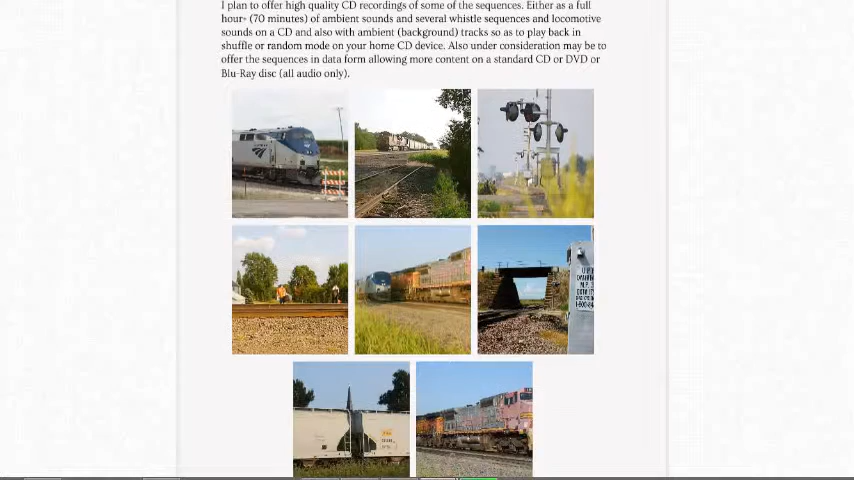 I plan to offer high quality CD recordings of some of the sequences. Either as a full
hour+ (70 minutes) of ambient sounds and several whistle sequences and locomotive
sounds on a CD and also with ambient (background) tracks so as to play back in
shuffle or random mode on your home CD device. Also under consideration may be to
offer the sequences in data form allowing more content on a standard CD or DVD or
Blu-Ray disc (all audio only).